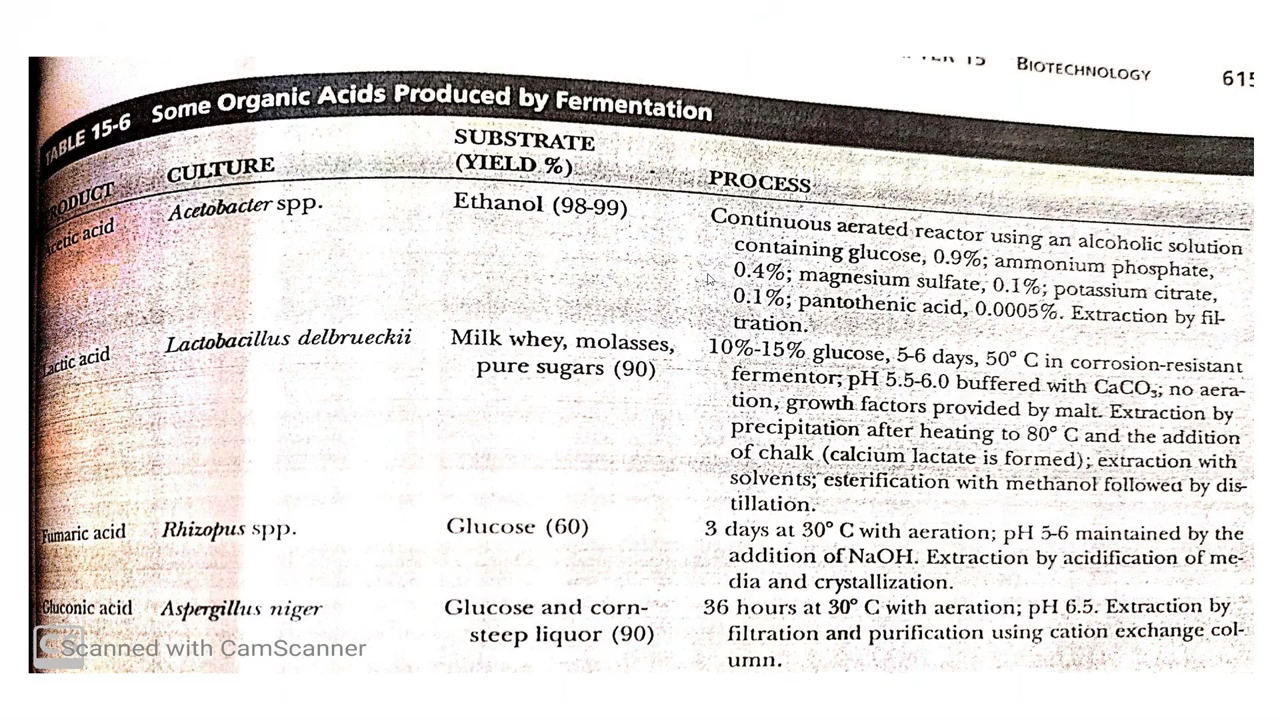 BIOTECHNOLOGY 615
TABLE 15-6 Some Organic Acids Produced by Fermentation
PRODUCT CULTURE SUBSTRATE (YIELD %) PROCESS
Acetic acid Acetobacter spp. Ethanol (98-99) Continuous aerated reactor using an alcoholic solution
containing glucose, 0.9%; ammonium phosphate,
0.4%; magnesium sulfate, 0.1%; potassium citrate,
0.1%; pantothenic acid, 0.0005%. Extraction by fil-
tration.
Lactic acid Lactobacillus delbrueckii Milk whey, molasses, 10%-15% glucose, 5-6 days, 50° C in corrosion-resistant
pure sugars (90) fermentor; pH 5.5-6.0 buffered with CaCO₃; no aera-
tion, growth factors provided by malt. Extraction by
precipitation after heating to 80° C and the addition
of chalk (calcium lactate is formed); extraction with
solvents; esterification with methanol followed by dis-
tillation.
Fumaric acid Rhizopus spp. Glucose (60) 3 days at 30° C with aeration; pH 5-6 maintained by the
addition of NaOH. Extraction by acidification of me-
dia and crystallization.
Gluconic acid Aspergillus niger Glucose and corn- 36 hours at 30° C with aeration; pH 6.5. Extraction by
steep liquor (90) filtration and purification using cation exchange col-
umn.
CS Scanned with CamScanner